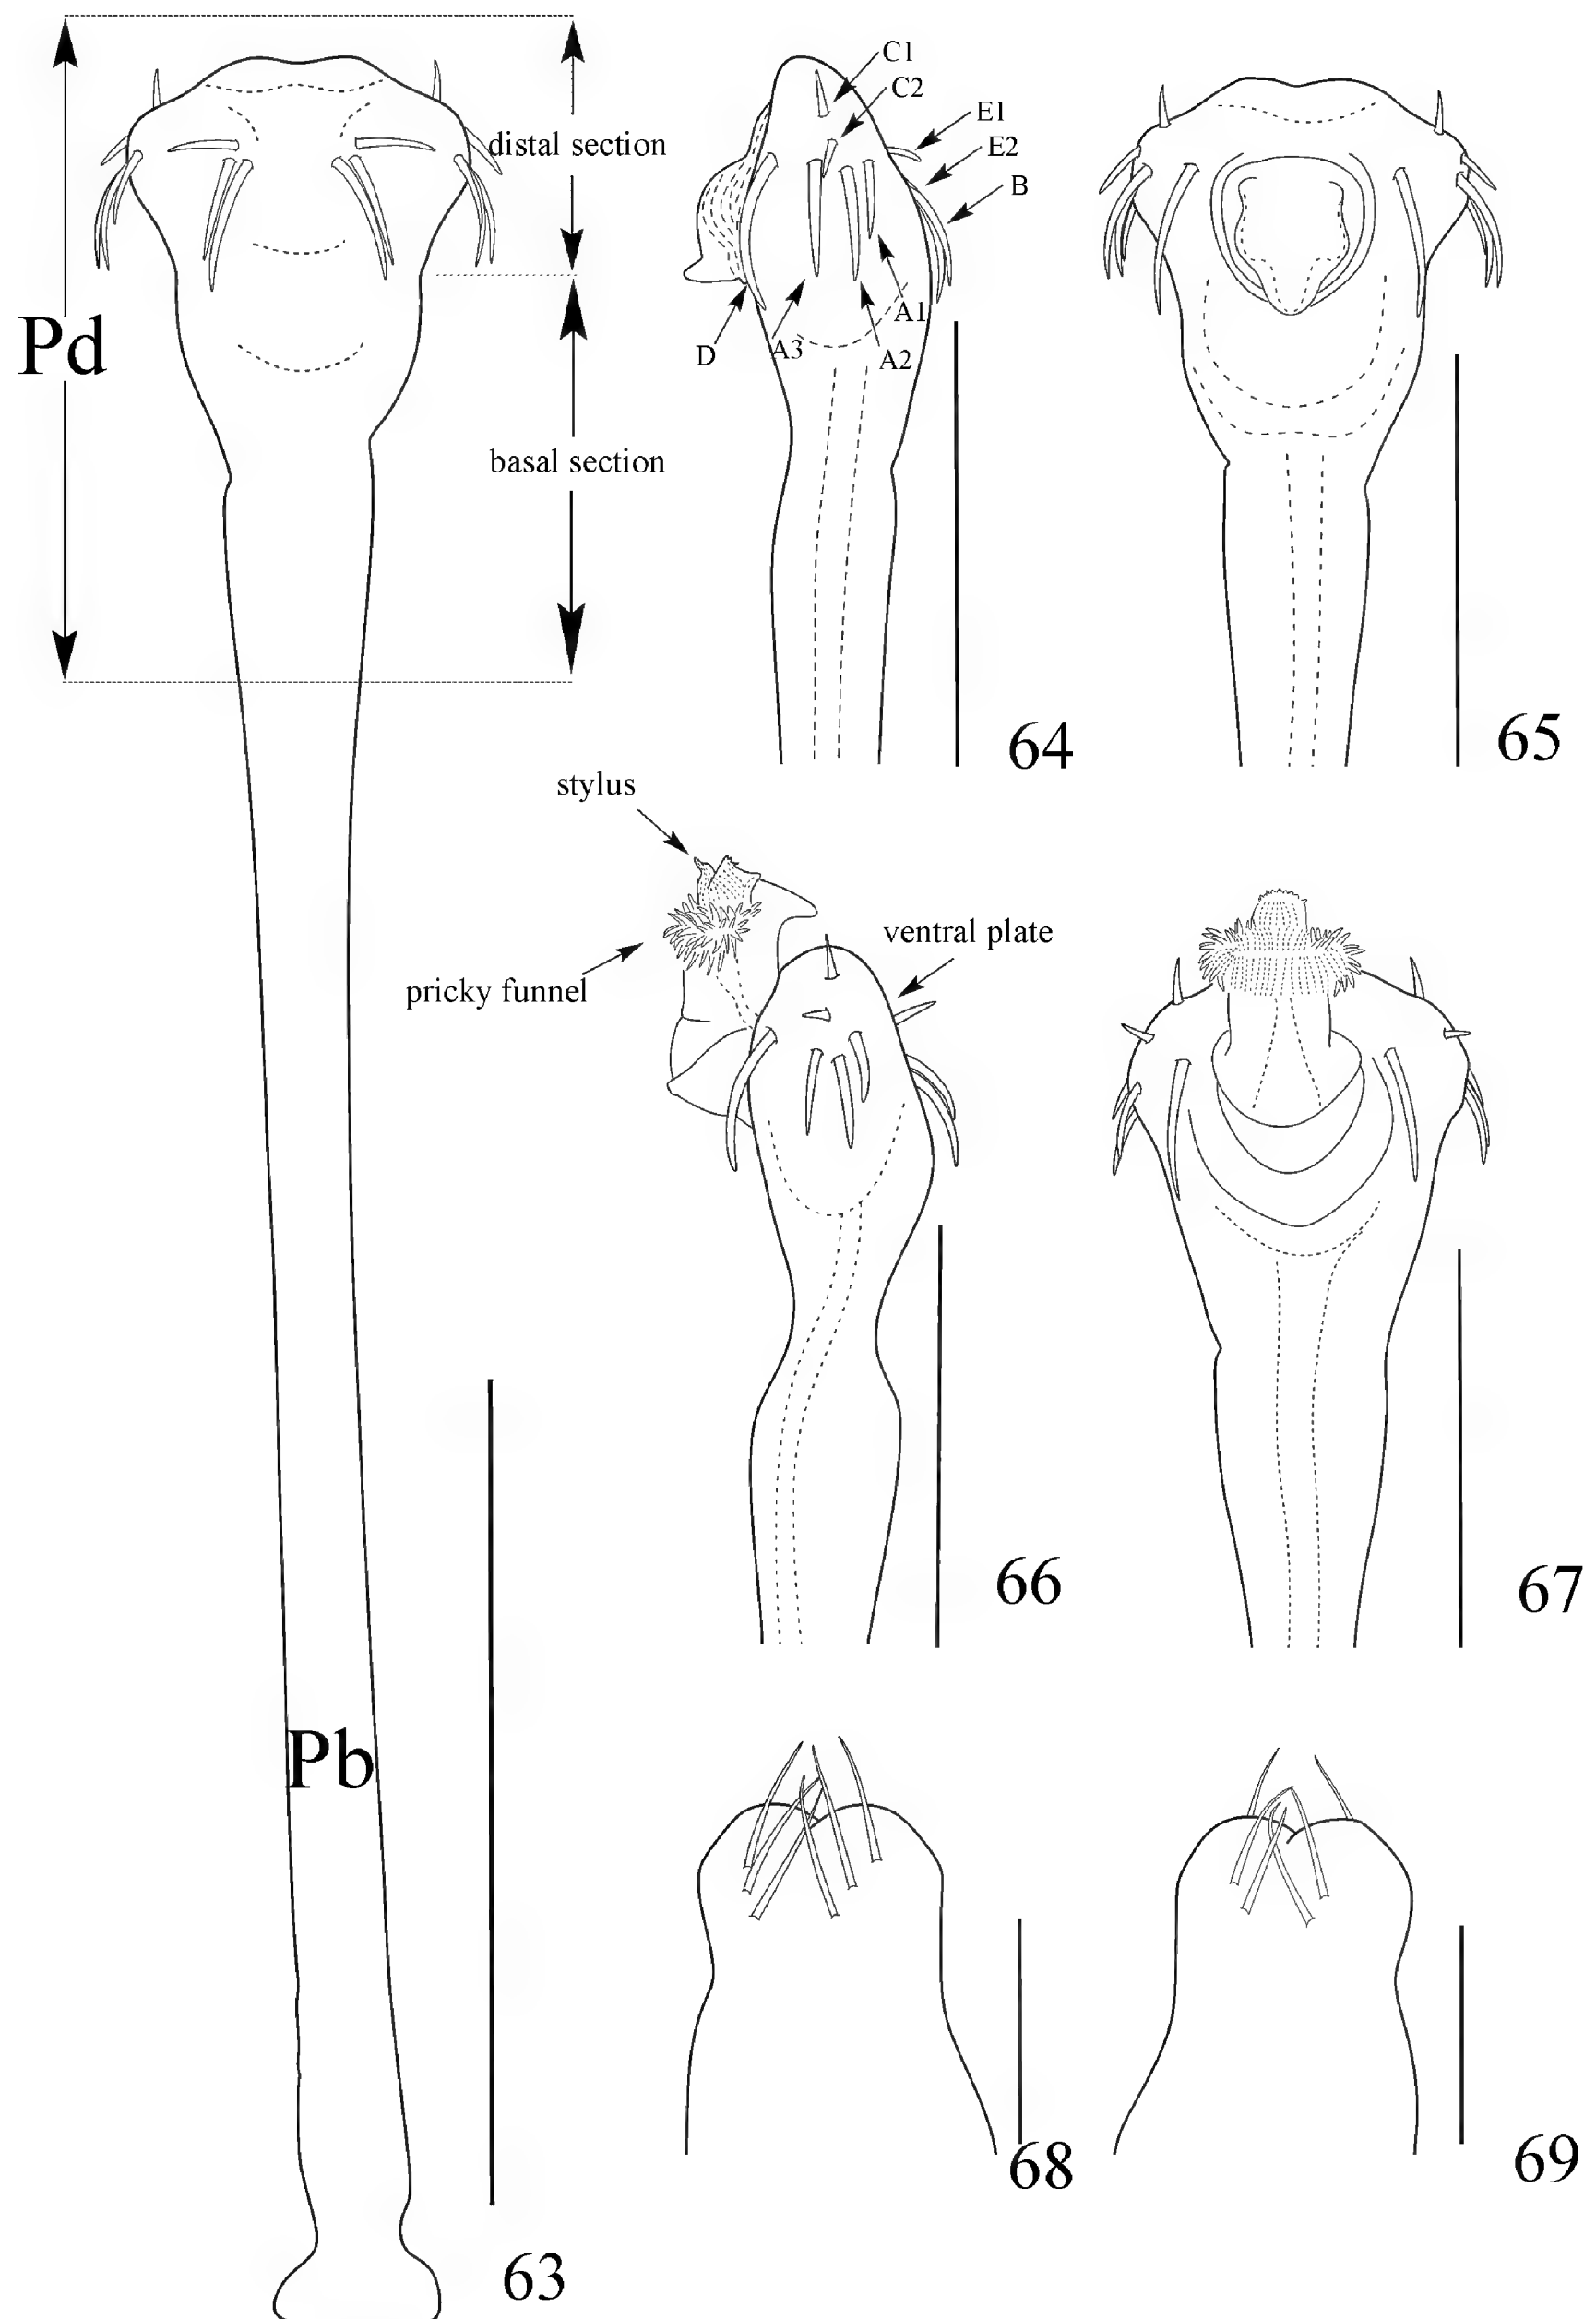 Pd
distal section
basal section
Pb
63
C1
C2
E1
E2
B
A1
A2
A3
D
64
65
stylus
pricky funnel
ventral plate
66
67
68
69